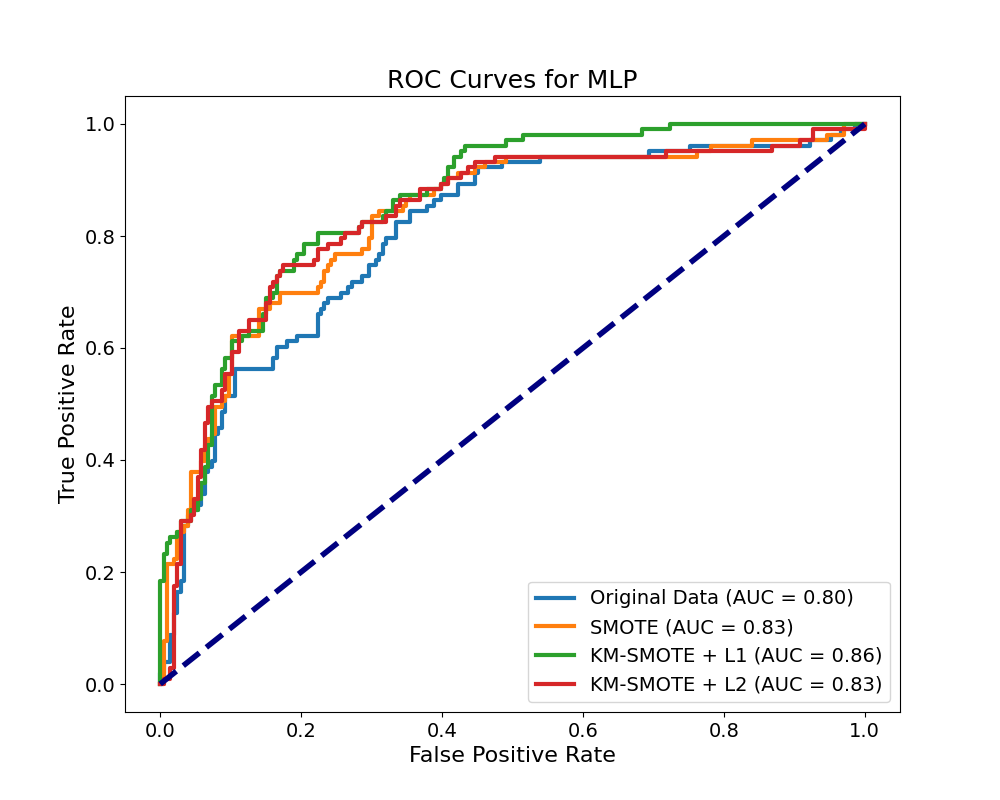 ROC Curves for MLP
True Positive Rate
1.0
0.8
0.6
0.4
0.2
0.0
0.0 0.2 0.4 0.6 0.8 1.0
False Positive Rate
Original Data (AUC = 0.80)
SMOTE (AUC = 0.83)
KM-SMOTE + L1 (AUC = 0.86)
KM-SMOTE + L2 (AUC = 0.83)